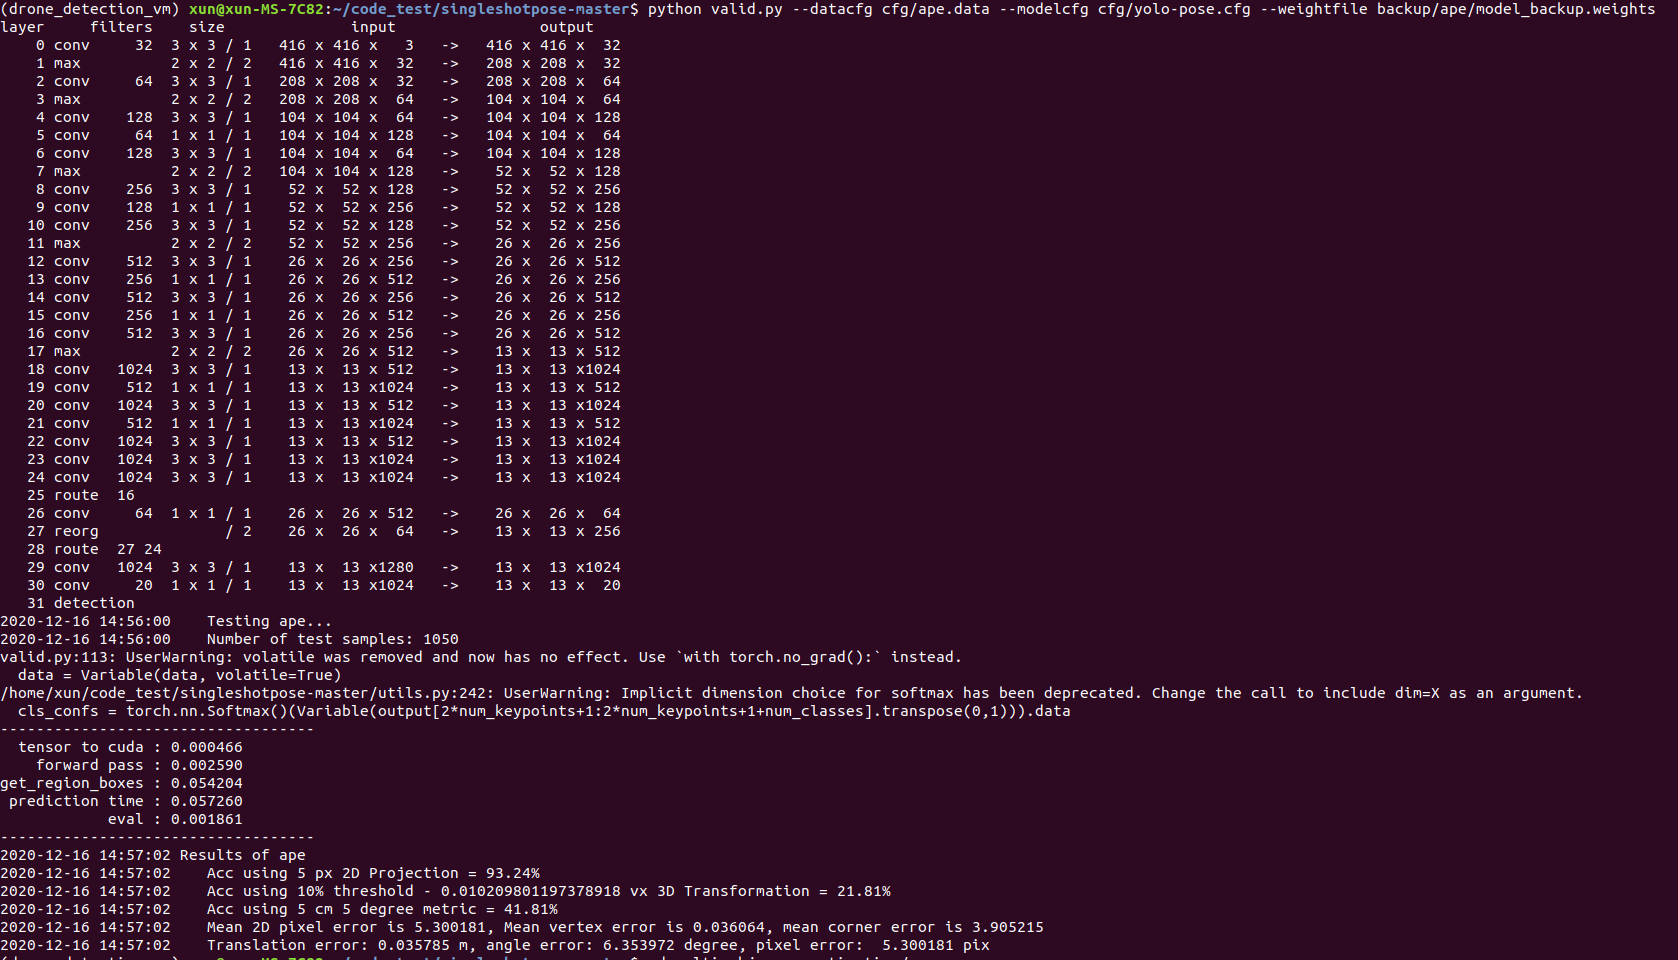 (drone_detection_vm) xun@xun-MS-7C82:~/code_test/singleshotpose-master$ python valid.py --datacfg cfg/ape.data --modelcfg cfg/yolo-pose.cfg --weightfile backup/ape/model_backup.weights
layer     filters    size              input                output
    0 conv     32  3 x 3 / 1   416 x 416 x   3   ->   416 x 416 x  32
    1 max          2 x 2 / 2   416 x 416 x  32   ->   208 x 208 x  32
    2 conv     64  3 x 3 / 1   208 x 208 x  32   ->   208 x 208 x  64
    3 max          2 x 2 / 2   208 x 208 x  64   ->   104 x 104 x  64
    4 conv    128  3 x 3 / 1   104 x 104 x  64   ->   104 x 104 x 128
    5 conv     64  1 x 1 / 1   104 x 104 x 128   ->   104 x 104 x  64
    6 conv    128  3 x 3 / 1   104 x 104 x  64   ->   104 x 104 x 128
    7 max          2 x 2 / 2   104 x 104 x 128   ->    52 x  52 x 128
    8 conv    256  3 x 3 / 1    52 x  52 x 128   ->    52 x  52 x 256
    9 conv    128  1 x 1 / 1    52 x  52 x 256   ->    52 x  52 x 128
   10 conv    256  3 x 3 / 1    52 x  52 x 128   ->    52 x  52 x 256
   11 max          2 x 2 / 2    52 x  52 x 256   ->    26 x  26 x 256
   12 conv    512  3 x 3 / 1    26 x  26 x 256   ->    26 x  26 x 512
   13 conv    256  1 x 1 / 1    26 x  26 x 512   ->    26 x  26 x 256
   14 conv    512  3 x 3 / 1    26 x  26 x 256   ->    26 x  26 x 512
   15 conv    256  1 x 1 / 1    26 x  26 x 512   ->    26 x  26 x 256
   16 conv    512  3 x 3 / 1    26 x  26 x 256   ->    26 x  26 x 512
   17 max          2 x 2 / 2    26 x  26 x 512   ->    13 x  13 x 512
   18 conv   1024  3 x 3 / 1    13 x  13 x 512   ->    13 x  13 x1024
   19 conv    512  1 x 1 / 1    13 x  13 x1024   ->    13 x  13 x 512
   20 conv   1024  3 x 3 / 1    13 x  13 x 512   ->    13 x  13 x1024
   21 conv    512  1 x 1 / 1    13 x  13 x1024   ->    13 x  13 x 512
   22 conv   1024  3 x 3 / 1    13 x  13 x 512   ->    13 x  13 x1024
   23 conv   1024  3 x 3 / 1    13 x  13 x1024   ->    13 x  13 x1024
   24 conv   1024  3 x 3 / 1    13 x  13 x1024   ->    13 x  13 x1024
   25 route  16
   26 conv     64  1 x 1 / 1    26 x  26 x 512   ->    26 x  26 x  64
   27 reorg              / 2    26 x  26 x  64   ->    13 x  13 x 256
   28 route  27 24
   29 conv   1024  3 x 3 / 1    13 x  13 x1280   ->    13 x  13 x1024
   30 conv     20  1 x 1 / 1    13 x  13 x1024   ->    13 x  13 x  20
   31 detection
2020-12-16 14:56:00    Testing ape...
2020-12-16 14:56:00    Number of test samples: 1050
valid.py:113: UserWarning: volatile was removed and now has no effect. Use `with torch.no_grad():` instead.
  data = Variable(data, volatile=True)
/home/xun/code_test/singleshotpose-master/utils.py:242: UserWarning: Implicit dimension choice for softmax has been deprecated. Change the call to include dim=X as an argument.
  cls_confs = torch.nn.Softmax()(Variable(output[2*num_keypoints+1:2*num_keypoints+1+num_classes].transpose(0,1))).data
-----------------------------------
  tensor to cuda : 0.000466
    forward pass : 0.002590
get_region_boxes : 0.054204
 prediction time : 0.057260
            eval : 0.001861
-----------------------------------
2020-12-16 14:57:02 Results of ape
2020-12-16 14:57:02    Acc using 5 px 2D Projection = 93.24%
2020-12-16 14:57:02    Acc using 10% threshold - 0.010209801197378918 vx 3D Transformation = 21.81%
2020-12-16 14:57:02    Acc using 5 cm 5 degree metric = 41.81%
2020-12-16 14:57:02    Mean 2D pixel error is 5.300181, Mean vertex error is 0.036064, mean corner error is 3.905215
2020-12-16 14:57:02    Translation error: 0.035785 m, angle error: 6.353972 degree, pixel error:  5.300181 pix